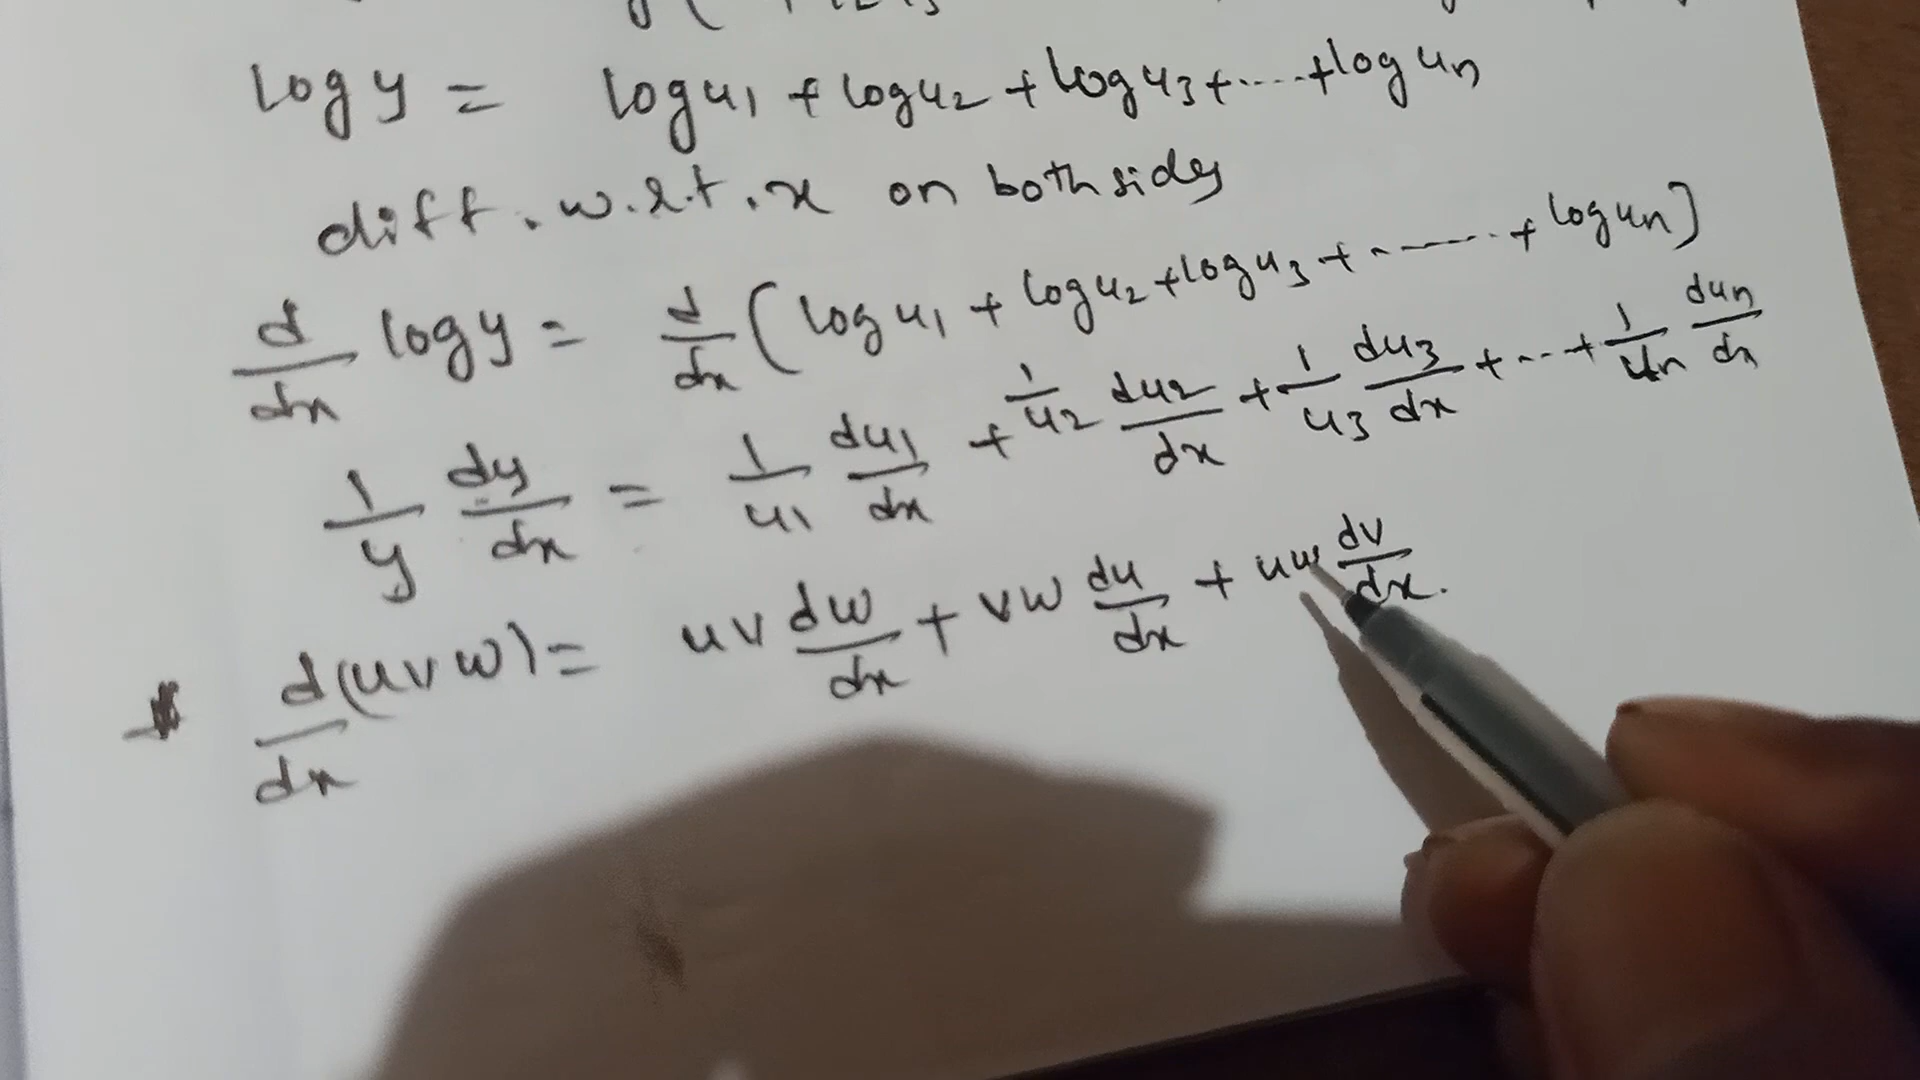 log y = log u1 + log u2 + log u3 + ..... + log un
diff. w.r.t. x on both sides
d/dx log y = d/dx (log u1 + log u2 + log u3 + ...... + log un]
1/y dy/dx = 1/u1 du1/dx + 1/u2 du2/dx + 1/u3 du3/dx + ... + 1/un dun/dx
d(uvw)/dx = uv dw/dx + vw du/dx + uw dv/dx.